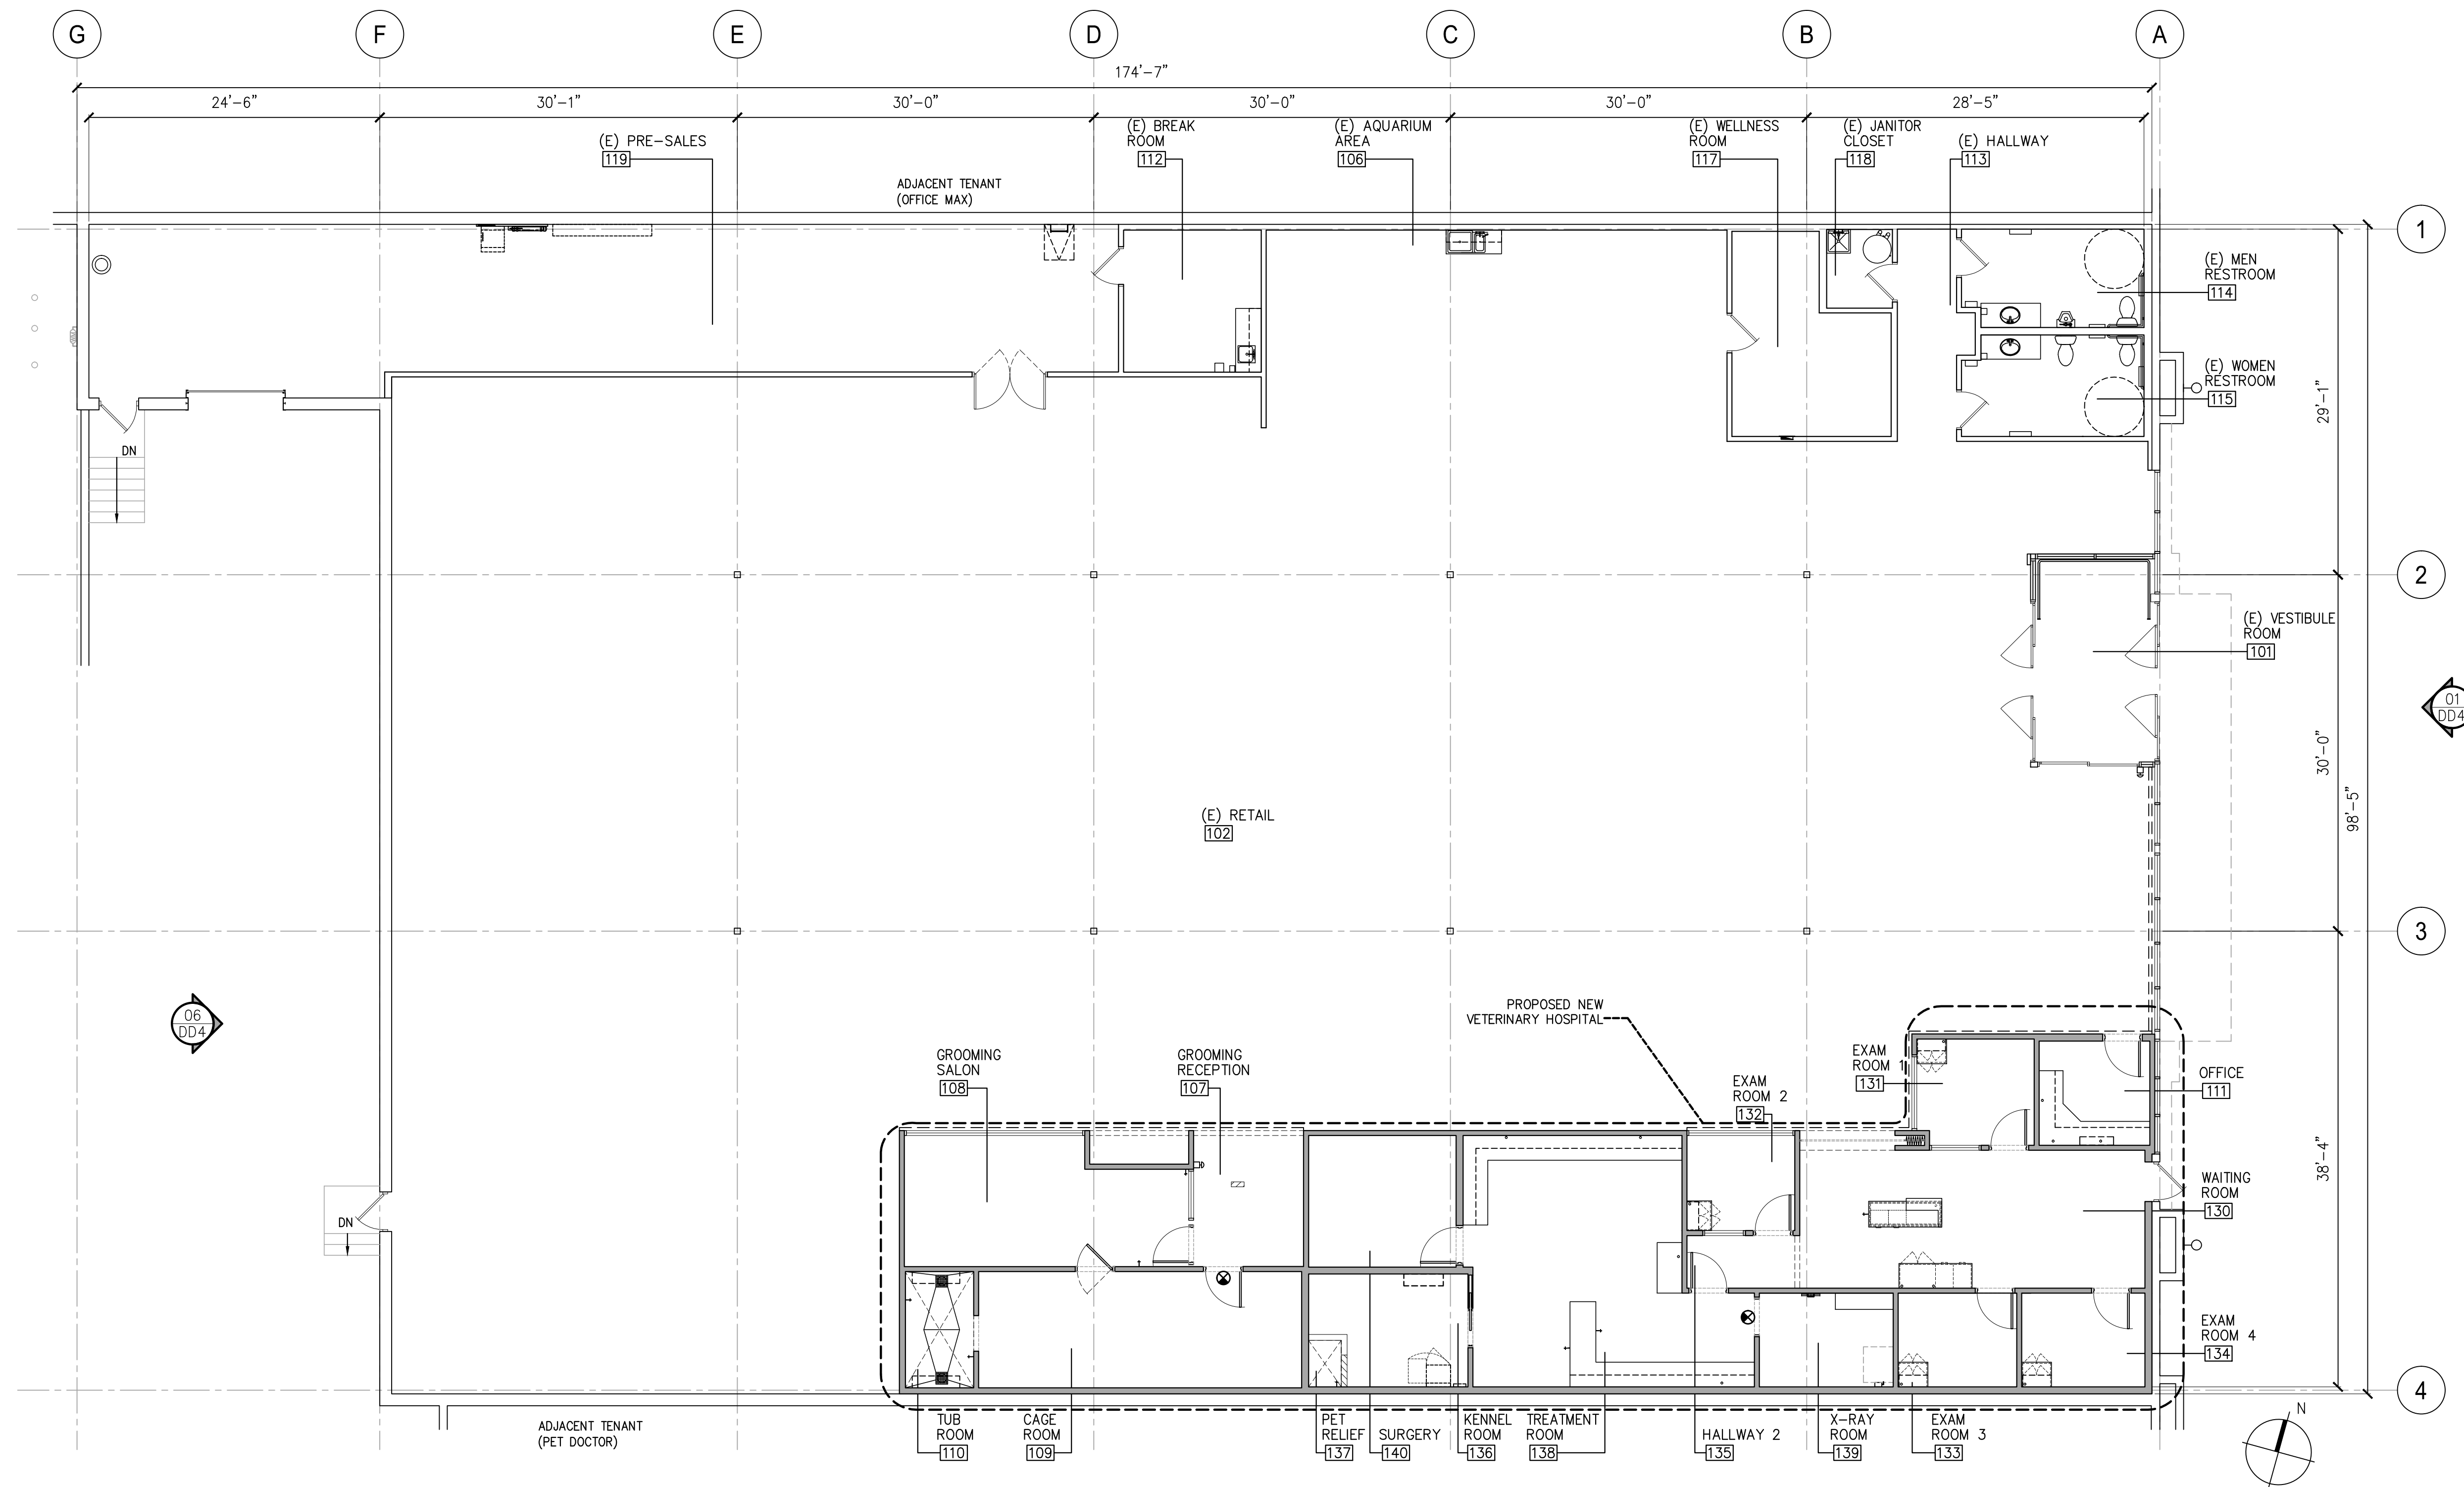 G
F
E
D
C
B
A
174'-7"
24'-6"
30'-1"
30'-0"
30'-0"
30'-0"
28'-5"
(E) PRE-SALES
119
(E) BREAK
ROOM
112
(E) AQUARIUM
AREA
106
(E) WELLNESS
ROOM
117
(E) JANITOR
CLOSET
118
(E) HALLWAY
113
ADJACENT TENANT
(OFFICE MAX)
1
(E) MEN
RESTROOM
114
(E) WOMEN
RESTROOM
115
29'-1"
DN
2
(E) VESTIBULE
ROOM
101
01
DD4
30'-0"
98'-5"
(E) RETAIL
102
3
06
DD4
PROPOSED NEW
VETERINARY HOSPITAL
GROOMING
SALON
108
GROOMING
RECEPTION
107
EXAM
ROOM 2
132
EXAM
ROOM 1
131
OFFICE
111
38'-4"
WAITING
ROOM
130
DN
EXAM
ROOM 4
134
4
ADJACENT TENANT
(PET DOCTOR)
TUB
ROOM
110
CAGE
ROOM
109
PET
RELIEF
137
SURGERY
140
KENNEL
ROOM
136
TREATMENT
ROOM
138
HALLWAY 2
135
X-RAY
ROOM
139
EXAM
ROOM 3
133
N